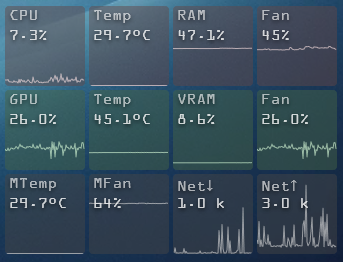 CPU
7.3%
Temp
29.7°C
RAM
47.1%
Fan
45%
GPU
26.0%
Temp
45.1°C
VRAM
8.6%
Fan
26.0%
MTemp
29.7°C
MFan
64%
Net↓
1.0 k
Net↑
3.0 k